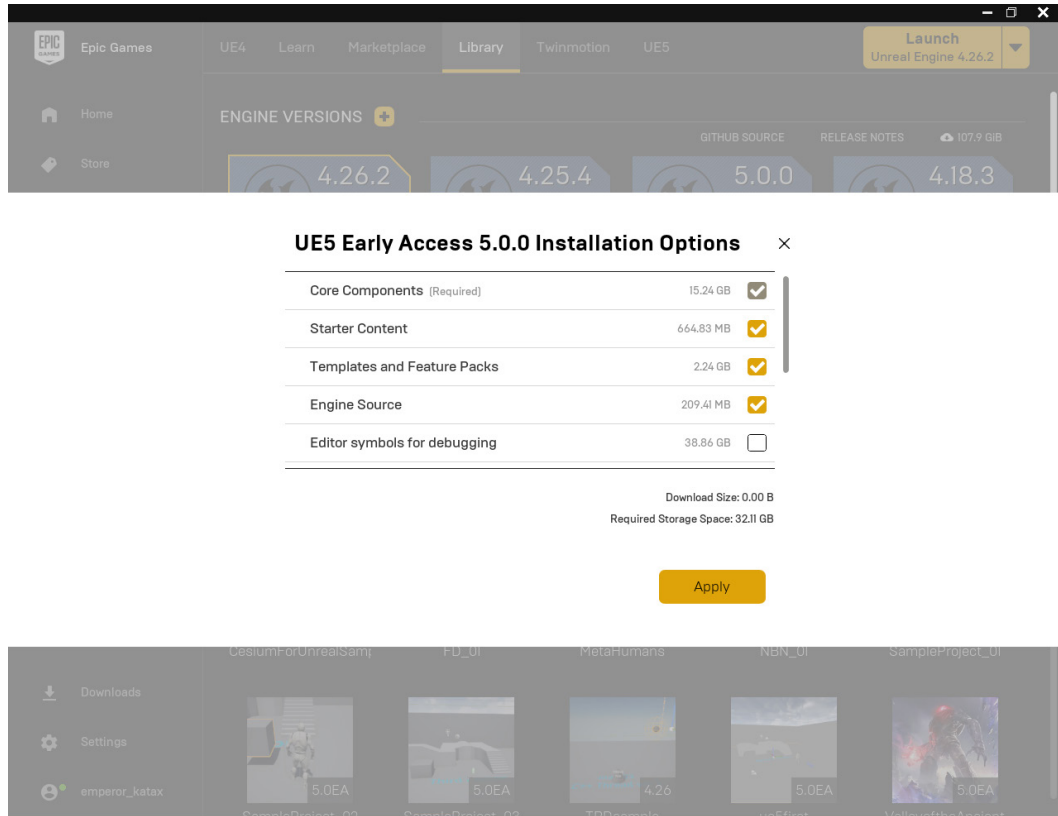 EPIC GAMES
Epic Games
UE4 Learn Marketplace Library Twinmotion UE5
Launch
Unreal Engine 4.26.2
Home
Store
ENGINE VERSIONS
GITHUB SOURCE RELEASE NOTES 107.9 GiB
4.26.2 4.25.4 5.0.0 4.18.3
UE5 Early Access 5.0.0 Installation Options
Core Components (Required) 15.24 GB
Starter Content 664.83 MB
Templates and Feature Packs 2.24 GB
Engine Source 209.41 MB
Editor symbols for debugging 38.86 GB
Download Size: 0.00 B
Required Storage Space: 32.11 GB
Apply
CesiumForUnrealSamp FD_01 MetaHumans NBN_01 SampleProject_01
Downloads
Settings
emperor_katax
5.0EA 5.0EA 4.26 5.0EA 5.0EA
SampleProject_02 SampleProject_03